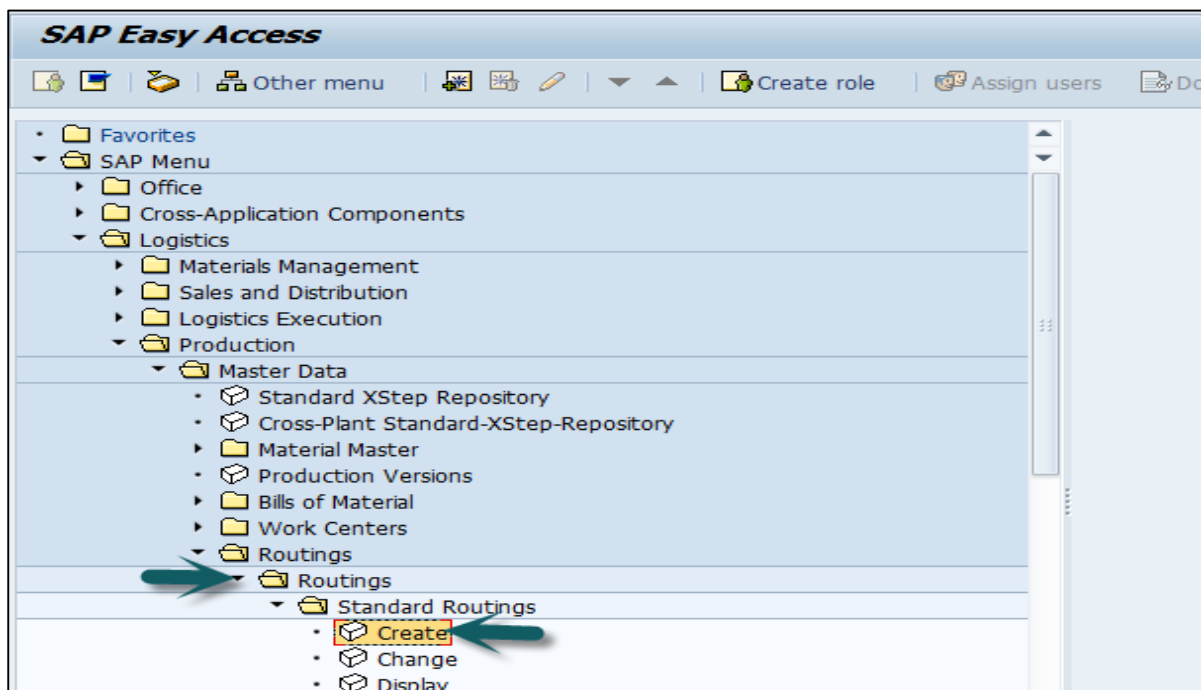 SAP Easy Access
Other menu Create role Assign users Do
Favorites
SAP Menu
Office
Cross-Application Components
Logistics
Materials Management
Sales and Distribution
Logistics Execution
Production
Master Data
Standard XStep Repository
Cross-Plant Standard-XStep-Repository
Material Master
Production Versions
Bills of Material
Work Centers
Routings
Routings
Standard Routings
Create
Change
Display